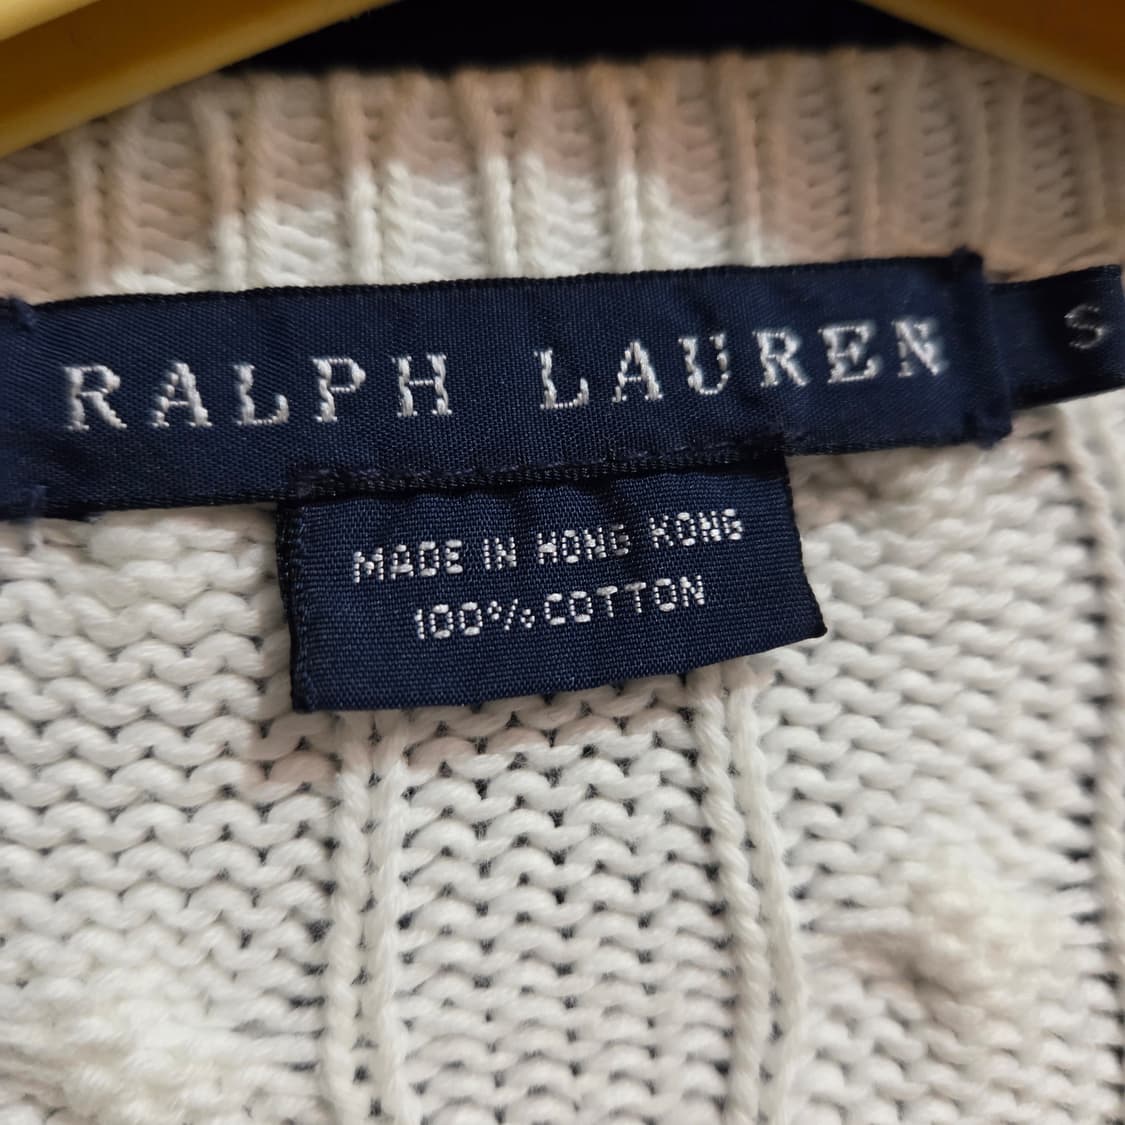 RALPH LAUREN
S
MADE IN HONG KONG
100% COTTON